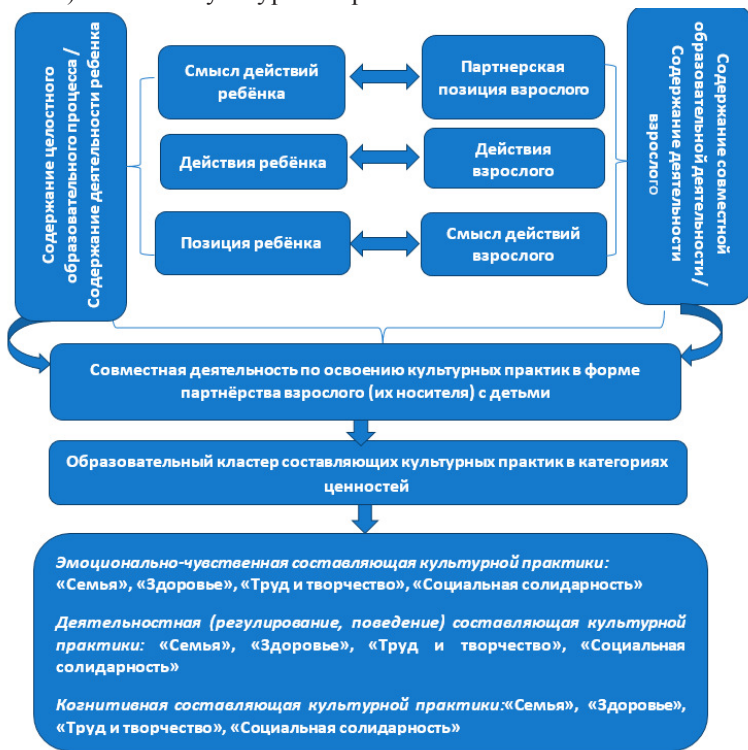 Содержание целостного
образовательного процесса /
Содержание деятельности ребенка
Смысл действий
ребёнка
Партнерская
позиция взрослого
Действия ребёнка
Действия
взрослого
Позиция ребёнка
Смысл действий
взрослого
Содержание совместной
образовательной деятельности /
Содержание деятельности
взрослого
Совместная деятельность по освоению культурных практик в форме
партнёрства взрослого (их носителя) с детьми
Образовательный кластер составляющих культурных практик в категориях
ценностей
Эмоционально-чувственная составляющая культурной практики:
«Семья», «Здоровье», «Труд и творчество», «Социальная солидарность»
Деятельностная (регулирование, поведение) составляющая культурной
практики: «Семья», «Здоровье», «Труд и творчество», «Социальная
солидарность»
Когнитивная составляющая культурной практики:«Семья», «Здоровье»,
«Труд и творчество», «Социальная солидарность»